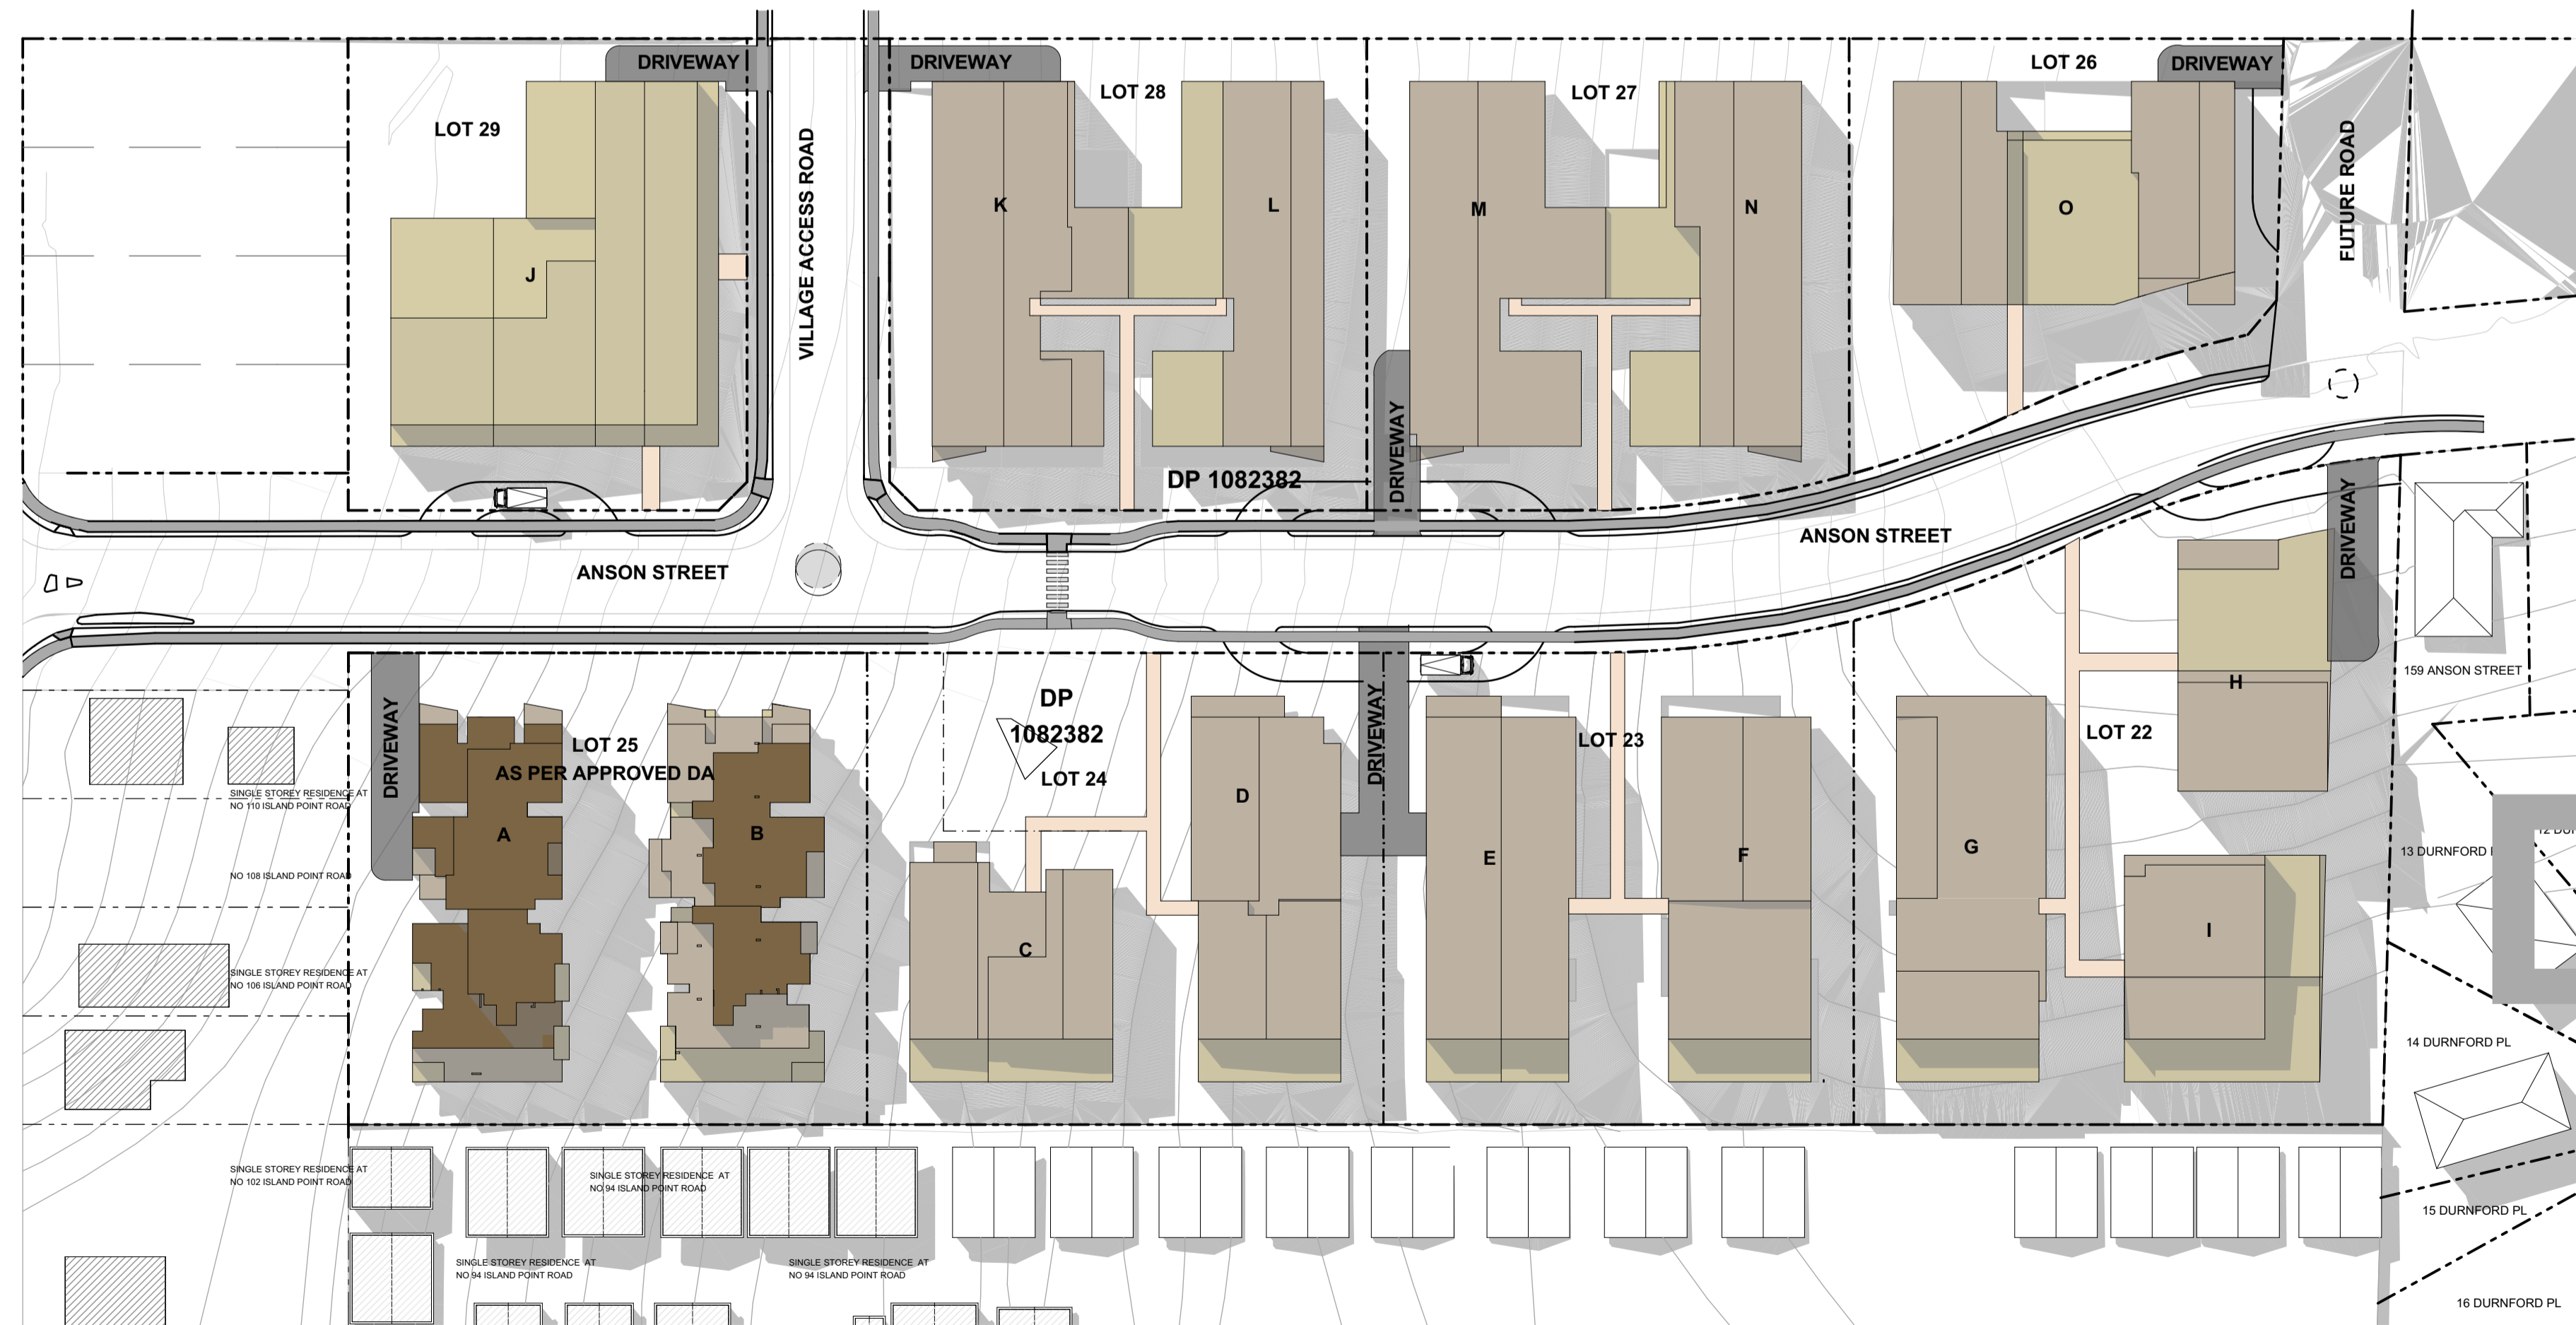 DRIVEWAY
DRIVEWAY
LOT 28
LOT 27
LOT 26
DRIVEWAY
LOT 29
VILLAGE ACCESS ROAD
FUTURE ROAD
K
L
M
N
O
J
DRIVEWAY
DP 1082382
ANSON STREET
ANSON STREET
DRIVEWAY
159 ANSON STREET
H
DRIVEWAY
LOT 25
AS PER APPROVED DA
DP
1082382
LOT 24
DRIVEWAY
LOT 23
LOT 22
SINGLE STOREY RESIDENCE AT
NO 110 ISLAND POINT ROAD
A
B
D
E
F
G
13 DURNFORD
NO 108 ISLAND POINT ROAD
C
I
SINGLE STOREY RESIDENCE AT
NO 106 ISLAND POINT ROAD
14 DURNFORD PL
SINGLE STOREY RESIDENCE AT
NO 102 ISLAND POINT ROAD
SINGLE STOREY RESIDENCE AT
NO 94 ISLAND POINT ROAD
15 DURNFORD PL
SINGLE STOREY RESIDENCE AT
NO 94 ISLAND POINT ROAD
SINGLE STOREY RESIDENCE AT
NO 94 ISLAND POINT ROAD
16 DURNFORD PL